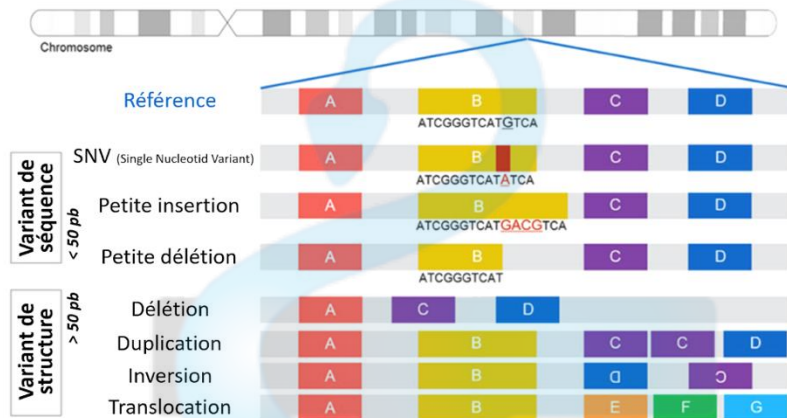 Chromosome
Référence
A B C D
ATCGGGTCATGTCA
SNV (Single Nucleotid Variant)
A B C D
ATCGGGTCATATCA
Variant de séquence
< 50 pb
Petite insertion
A B C D
ATCGGGTCATGACGTCA
Petite délétion
A B C D
ATCGGGTCAT
Variant de structure
> 50 pb
Délétion
A C D
Duplication
A B C C D
Inversion
A B D C
Translocation
A B E F G